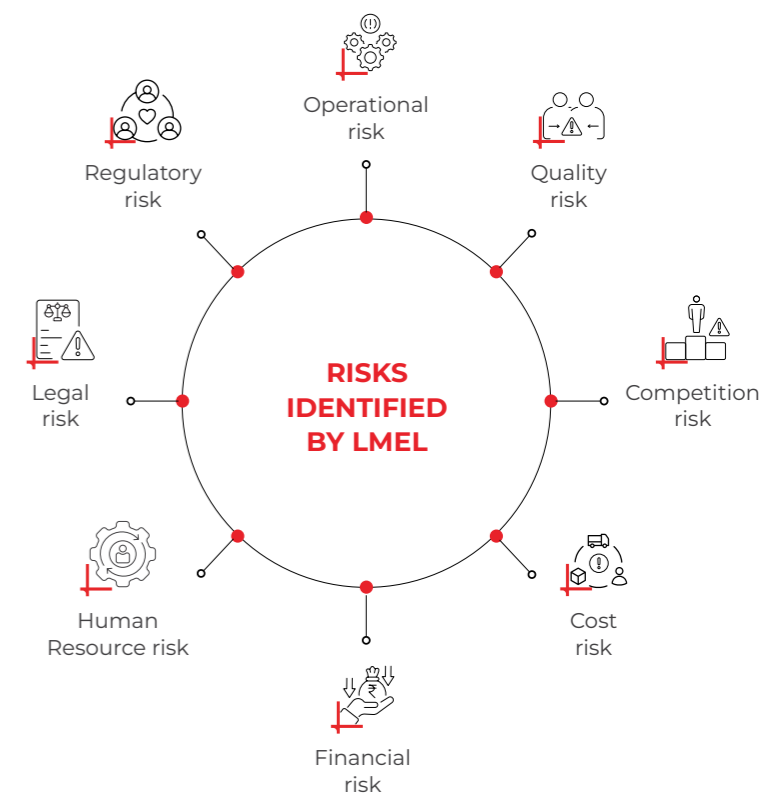 Operational
risk
Regulatory
risk
Quality
risk
Legal
risk
RISKS
IDENTIFIED
BY LMEL
Competition
risk
Human
Resource risk
Cost
risk
₹
Financial
risk